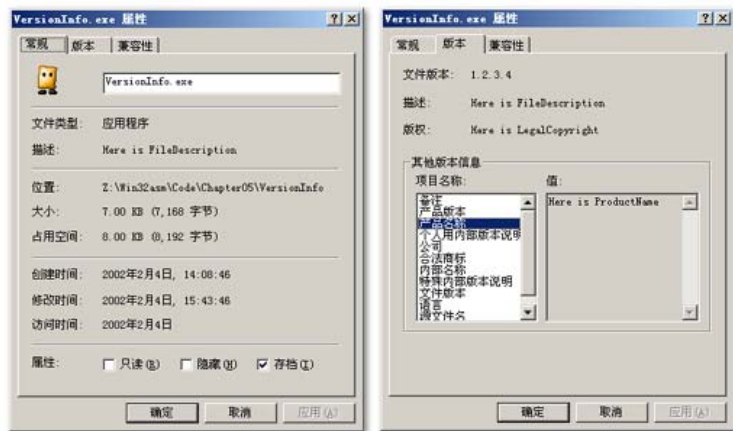 VersionInfo.exe 属性
常规 版本 兼容性
VersionInfo.exe
文件类型: 应用程序
描述: Here is FileDescription
位置: Z:\Win32asm\Code\Chapter05\VersionInfo
大小: 7.00 KB (7,168 字节)
占用空间: 8.00 KB (8,192 字节)
创建时间: 2002年2月4日, 14:08:46
修改时间: 2002年2月4日, 15:43:46
访问时间: 2002年2月4日
属性: 只读(R) 隐藏(H) 存档(I)
确定 取消 应用(A)
VersionInfo.exe 属性
常规 版本 兼容性
文件版本: 1.2.3.4
描述: Here is FileDescription
版权: Here is LegalCopyright
其他版本信息
项目名称: 值:
备注
产品版本
产品名称
个人用内部版本说明
公司
合法商标
内部名称
特殊内部版本说明
文件版本
语言
源文件名
Here is ProductName
确定 取消 应用(A)